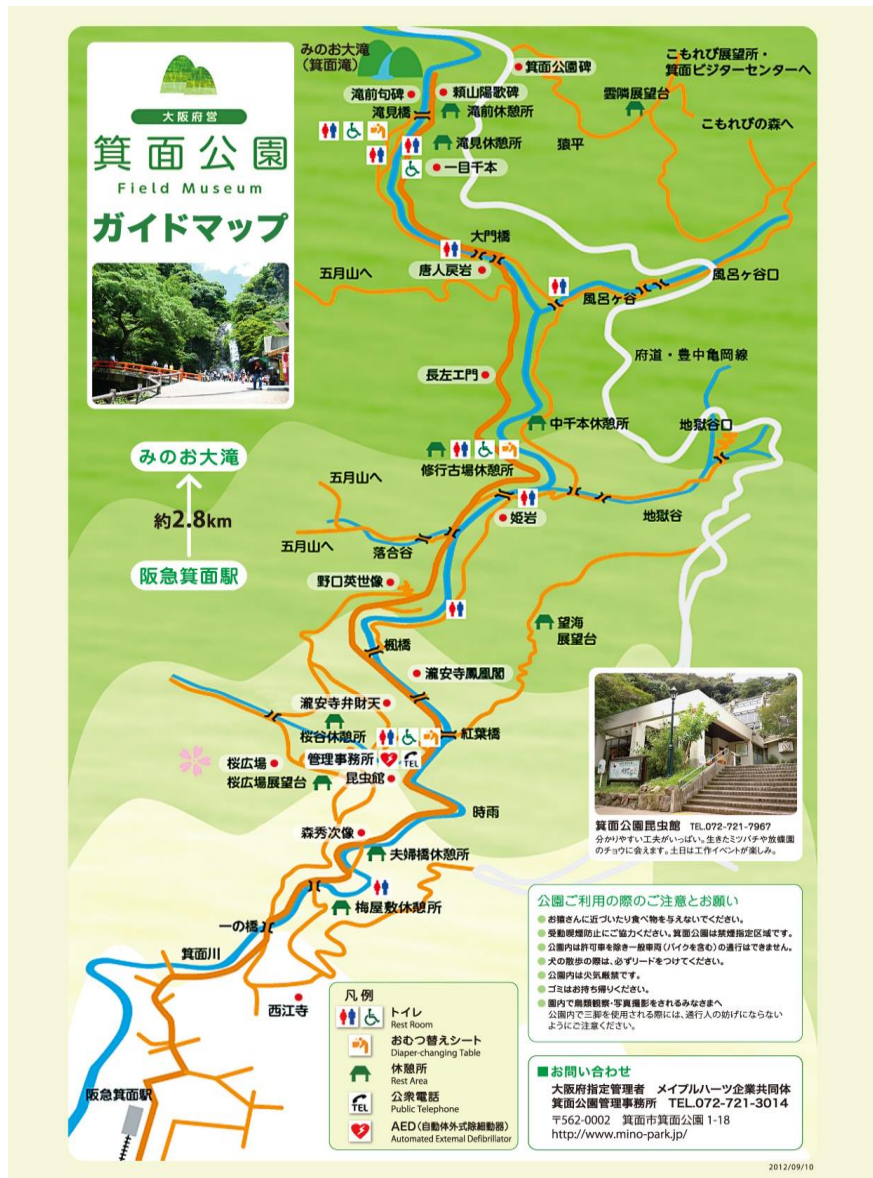 大阪府営
箕面公園
Field Museum
ガイドマップ
みのお大滝
(箕面滝)
滝前句碑
頼山陽歌碑
滝見橋
滝前休憩所
滝見休憩所
一目千本
箕面公園碑
こもれび展望所・
箕面ビジターセンターへ
雲隣展望台
こもれびの森へ
猿平
大門橋
唐人戻岩
五月山へ
風呂ヶ谷
風呂ヶ谷口
府道・豊中亀岡線
長左エ門
中千本休憩所
地獄谷口
修行古場休憩所
みのお大滝
約2.8km
阪急箕面駅
五月山へ
姫岩
地獄谷
五月山へ
落合谷
野口英世像
望海
展望台
楓橋
瀧安寺鳳凰閣
瀧安寺弁財天
桜谷休憩所
紅葉橋
管理事務所
TEL
桜広場
昆虫館
桜広場展望台
時雨
森秀次像
夫婦橋休憩所
梅屋敷休憩所
一の橋
箕面川
西江寺
阪急箕面駅
箕面公園昆虫館 TEL.072-721-7967
分かりやすい工夫がいっぱい。生きたミツバチや放蝶園
のチョウに会えます。土日は工作イベントが楽しみ。
公園ご利用の際のご注意とお願い
●お猿さんに近づいたり食べ物を与えないでください。
●受動喫煙防止にご協力ください。箕面公園は禁煙指定区域です。
●公園内は許可車を除き一般車両(バイクを含む)の通行はできません。
●犬の散歩の際は、必ずリードをつけてください。
●公園内は火気厳禁です。
●ゴミはお持ち帰りください。
●園内で鳥類観察・写真撮影をされるみなさまへ
公園内で三脚を使用される際には、通行人の妨げにならない
ようにご注意ください。
凡例
トイレ
Rest Room
おむつ替えシート
Diaper-changing Table
休憩所
Rest Area
TEL
公衆電話
Public Telephone
AED(自動体外式除細動器)
Automated External Defibrillator
■お問い合わせ
大阪府指定管理者 メイプルハーツ企業共同体
箕面公園管理事務所 TEL.072-721-3014
〒562-0002 箕面市箕面公園 1-18
http://www.mino-park.jp/
2012/09/10